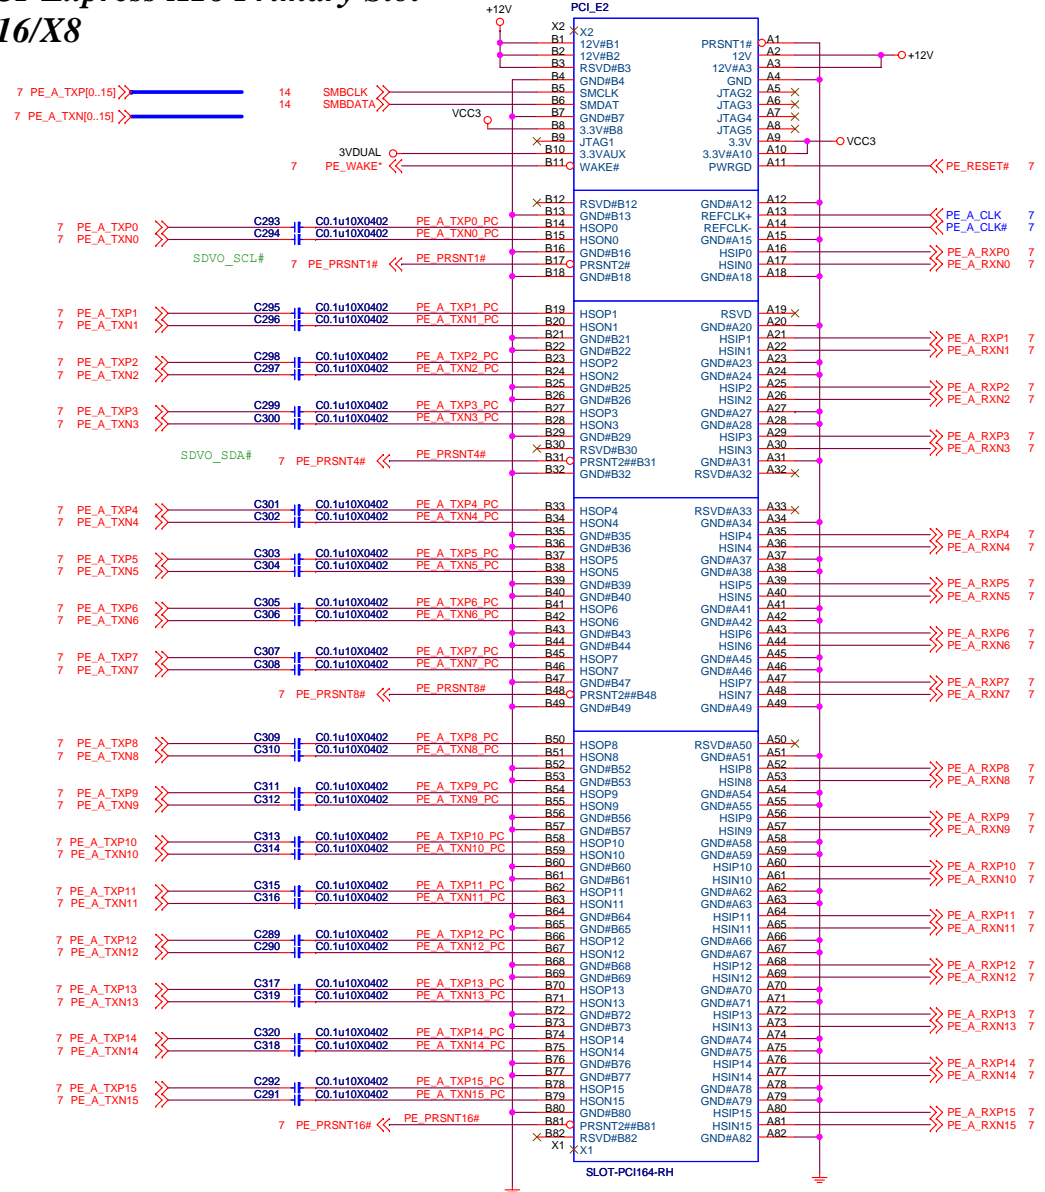 Express X16 Primary Slot
16/X8
PCI_E2
+12V
X2 X2
B1 12V#B1 PRSNT1# A1
B2 12V#B2 12V A2
B3 RSVD#B3 12V#A3 A3 +12V
B4 GND#B4 GND A4
7 PE_A_TXP[0..15] 14 SMBCLK B5 SMCLK JTAG2 A5
14 SMBDATA B6 SMDAT JTAG3 A6
7 PE_A_TXN[0..15] VCC3 B7 GND#B7 JTAG4 A7
B8 3.3V#B8 JTAG5 A8
B9 JTAG1 3.3V A9 VCC3
3VDUAL B10 3.3VAUX 3.3V#A10 A10
7 PE_WAKE* B11 WAKE# PWRGD A11 PE_RESET# 7
B12 RSVD#B12 GND#A12 A12
B13 GND#B13 REFCLK+ A13 PE_A_CLK 7
7 PE_A_TXP0 C293 C0.1u10X0402 PE_A_TXP0_PC B14 HSOP0 REFCLK- A14 PE_A_CLK# 7
7 PE_A_TXN0 C294 C0.1u10X0402 PE_A_TXN0_PC B15 HSON0 GND#A15 A15
B16 GND#B16 HSIP0 A16 PE_A_RXP0 7
SDVO_SCL# 7 PE_PRSNT1# PE_PRSNT1# B17 PRSNT2# HSIN0 A17 PE_A_RXN0 7
B18 GND#B18 GND#A18 A18
7 PE_A_TXP1 C295 C0.1u10X0402 PE_A_TXP1_PC B19 HSOP1 RSVD A19
7 PE_A_TXN1 C296 C0.1u10X0402 PE_A_TXN1_PC B20 HSON1 GND#A20 A20
B21 GND#B21 HSIP1 A21 PE_A_RXP1 7
B22 GND#B22 HSIN1 A22 PE_A_RXN1 7
7 PE_A_TXP2 C298 C0.1u10X0402 PE_A_TXP2_PC B23 HSOP2 GND#A23 A23
7 PE_A_TXN2 C297 C0.1u10X0402 PE_A_TXN2_PC B24 HSON2 GND#A24 A24
B25 GND#B25 HSIP2 A25 PE_A_RXP2 7
B26 GND#B26 HSIN2 A26 PE_A_RXN2 7
7 PE_A_TXP3 C299 C0.1u10X0402 PE_A_TXP3_PC B27 HSOP3 GND#A27 A27
7 PE_A_TXN3 C300 C0.1u10X0402 PE_A_TXN3_PC B28 HSON3 GND#A28 A28
B29 GND#B29 HSIP3 A29 PE_A_RXP3 7
B30 RSVD#B30 HSIN3 A30 PE_A_RXN3 7
SDVO_SDA# 7 PE_PRSNT4# PE_PRSNT4# B31 PRSNT2##B31 GND#A31 A31
B32 GND#B32 RSVD#A32 A32
7 PE_A_TXP4 C301 C0.1u10X0402 PE_A_TXP4_PC B33 HSOP4 RSVD#A33 A33
7 PE_A_TXN4 C302 C0.1u10X0402 PE_A_TXN4_PC B34 HSON4 GND#A34 A34
B35 GND#B35 HSIP4 A35 PE_A_RXP4 7
B36 GND#B36 HSIN4 A36 PE_A_RXN4 7
7 PE_A_TXP5 C303 C0.1u10X0402 PE_A_TXP5_PC B37 HSOP5 GND#A37 A37
7 PE_A_TXN5 C304 C0.1u10X0402 PE_A_TXN5_PC B38 HSON5 GND#A38 A38
B39 GND#B39 HSIP5 A39 PE_A_RXP5 7
B40 GND#B40 HSIN5 A40 PE_A_RXN5 7
7 PE_A_TXP6 C305 C0.1u10X0402 PE_A_TXP6_PC B41 HSOP6 GND#A41 A41
7 PE_A_TXN6 C306 C0.1u10X0402 PE_A_TXN6_PC B42 HSON6 GND#A42 A42
B43 GND#B43 HSIP6 A43 PE_A_RXP6 7
B44 GND#B44 HSIN6 A44 PE_A_RXN6 7
7 PE_A_TXP7 C307 C0.1u10X0402 PE_A_TXP7_PC B45 HSOP7 GND#A45 A45
7 PE_A_TXN7 C308 C0.1u10X0402 PE_A_TXN7_PC B46 HSON7 GND#A46 A46
B47 GND#B47 HSIP7 A47 PE_A_RXP7 7
7 PE_PRSNT8# PE_PRSNT8# B48 PRSNT2##B48 HSIN7 A48 PE_A_RXN7 7
B49 GND#B49 GND#A49 A49
7 PE_A_TXP8 C309 C0.1u10X0402 PE_A_TXP8_PC B50 HSOP8 RSVD#A50 A50
7 PE_A_TXN8 C310 C0.1u10X0402 PE_A_TXN8_PC B51 HSON8 GND#A51 A51
B52 GND#B52 HSIP8 A52 PE_A_RXP8 7
B53 GND#B53 HSIN8 A53 PE_A_RXN8 7
7 PE_A_TXP9 C311 C0.1u10X0402 PE_A_TXP9_PC B54 HSOP9 GND#A54 A54
7 PE_A_TXN9 C312 C0.1u10X0402 PE_A_TXN9_PC B55 HSON9 GND#A55 A55
B56 GND#B56 HSIP9 A56 PE_A_RXP9 7
B57 GND#B57 HSIN9 A57 PE_A_RXN9 7
7 PE_A_TXP10 C313 C0.1u10X0402 PE_A_TXP10_PC B58 HSOP10 GND#A58 A58
7 PE_A_TXN10 C314 C0.1u10X0402 PE_A_TXN10_PC B59 HSON10 GND#A59 A59
B60 GND#B60 HSIP10 A60 PE_A_RXP10 7
B61 GND#B61 HSIN10 A61 PE_A_RXN10 7
7 PE_A_TXP11 C315 C0.1u10X0402 PE_A_TXP11_PC B62 HSOP11 GND#A62 A62
7 PE_A_TXN11 C316 C0.1u10X0402 PE_A_TXN11_PC B63 HSON11 GND#A63 A63
B64 GND#B64 HSIP11 A64 PE_A_RXP11 7
B65 GND#B65 HSIN11 A65 PE_A_RXN11 7
7 PE_A_TXP12 C289 C0.1u10X0402 PE_A_TXP12_PC B66 HSOP12 GND#A66 A66
7 PE_A_TXN12 C290 C0.1u10X0402 PE_A_TXN12_PC B67 HSON12 GND#A67 A67
B68 GND#B68 HSIP12 A68 PE_A_RXP12 7
B69 GND#B69 HSIN12 A69 PE_A_RXN12 7
7 PE_A_TXP13 C317 C0.1u10X0402 PE_A_TXP13_PC B70 HSOP13 GND#A70 A70
7 PE_A_TXN13 C319 C0.1u10X0402 PE_A_TXN13_PC B71 HSON13 GND#A71 A71
B72 GND#B72 HSIP13 A72 PE_A_RXP13 7
B73 GND#B73 HSIN13 A73 PE_A_RXN13 7
7 PE_A_TXP14 C320 C0.1u10X0402 PE_A_TXP14_PC B74 HSOP14 GND#A74 A74
7 PE_A_TXN14 C318 C0.1u10X0402 PE_A_TXN14_PC B75 HSON14 GND#A75 A75
B76 GND#B76 HSIP14 A76 PE_A_RXP14 7
B77 GND#B77 HSIN14 A77 PE_A_RXN14 7
7 PE_A_TXP15 C292 C0.1u10X0402 PE_A_TXP15_PC B78 HSOP15 GND#A78 A78
7 PE_A_TXN15 C291 C0.1u10X0402 PE_A_TXN15_PC B79 HSON15 GND#A79 A79
B80 GND#B80 HSIP15 A80 PE_A_RXP15 7
7 PE_PRSNT16# PE_PRSNT16# B81 PRSNT2##B81 HSIN15 A81 PE_A_RXN15 7
B82 RSVD#B82 GND#A82 A82
X1 X1
SLOT-PCI164-RH